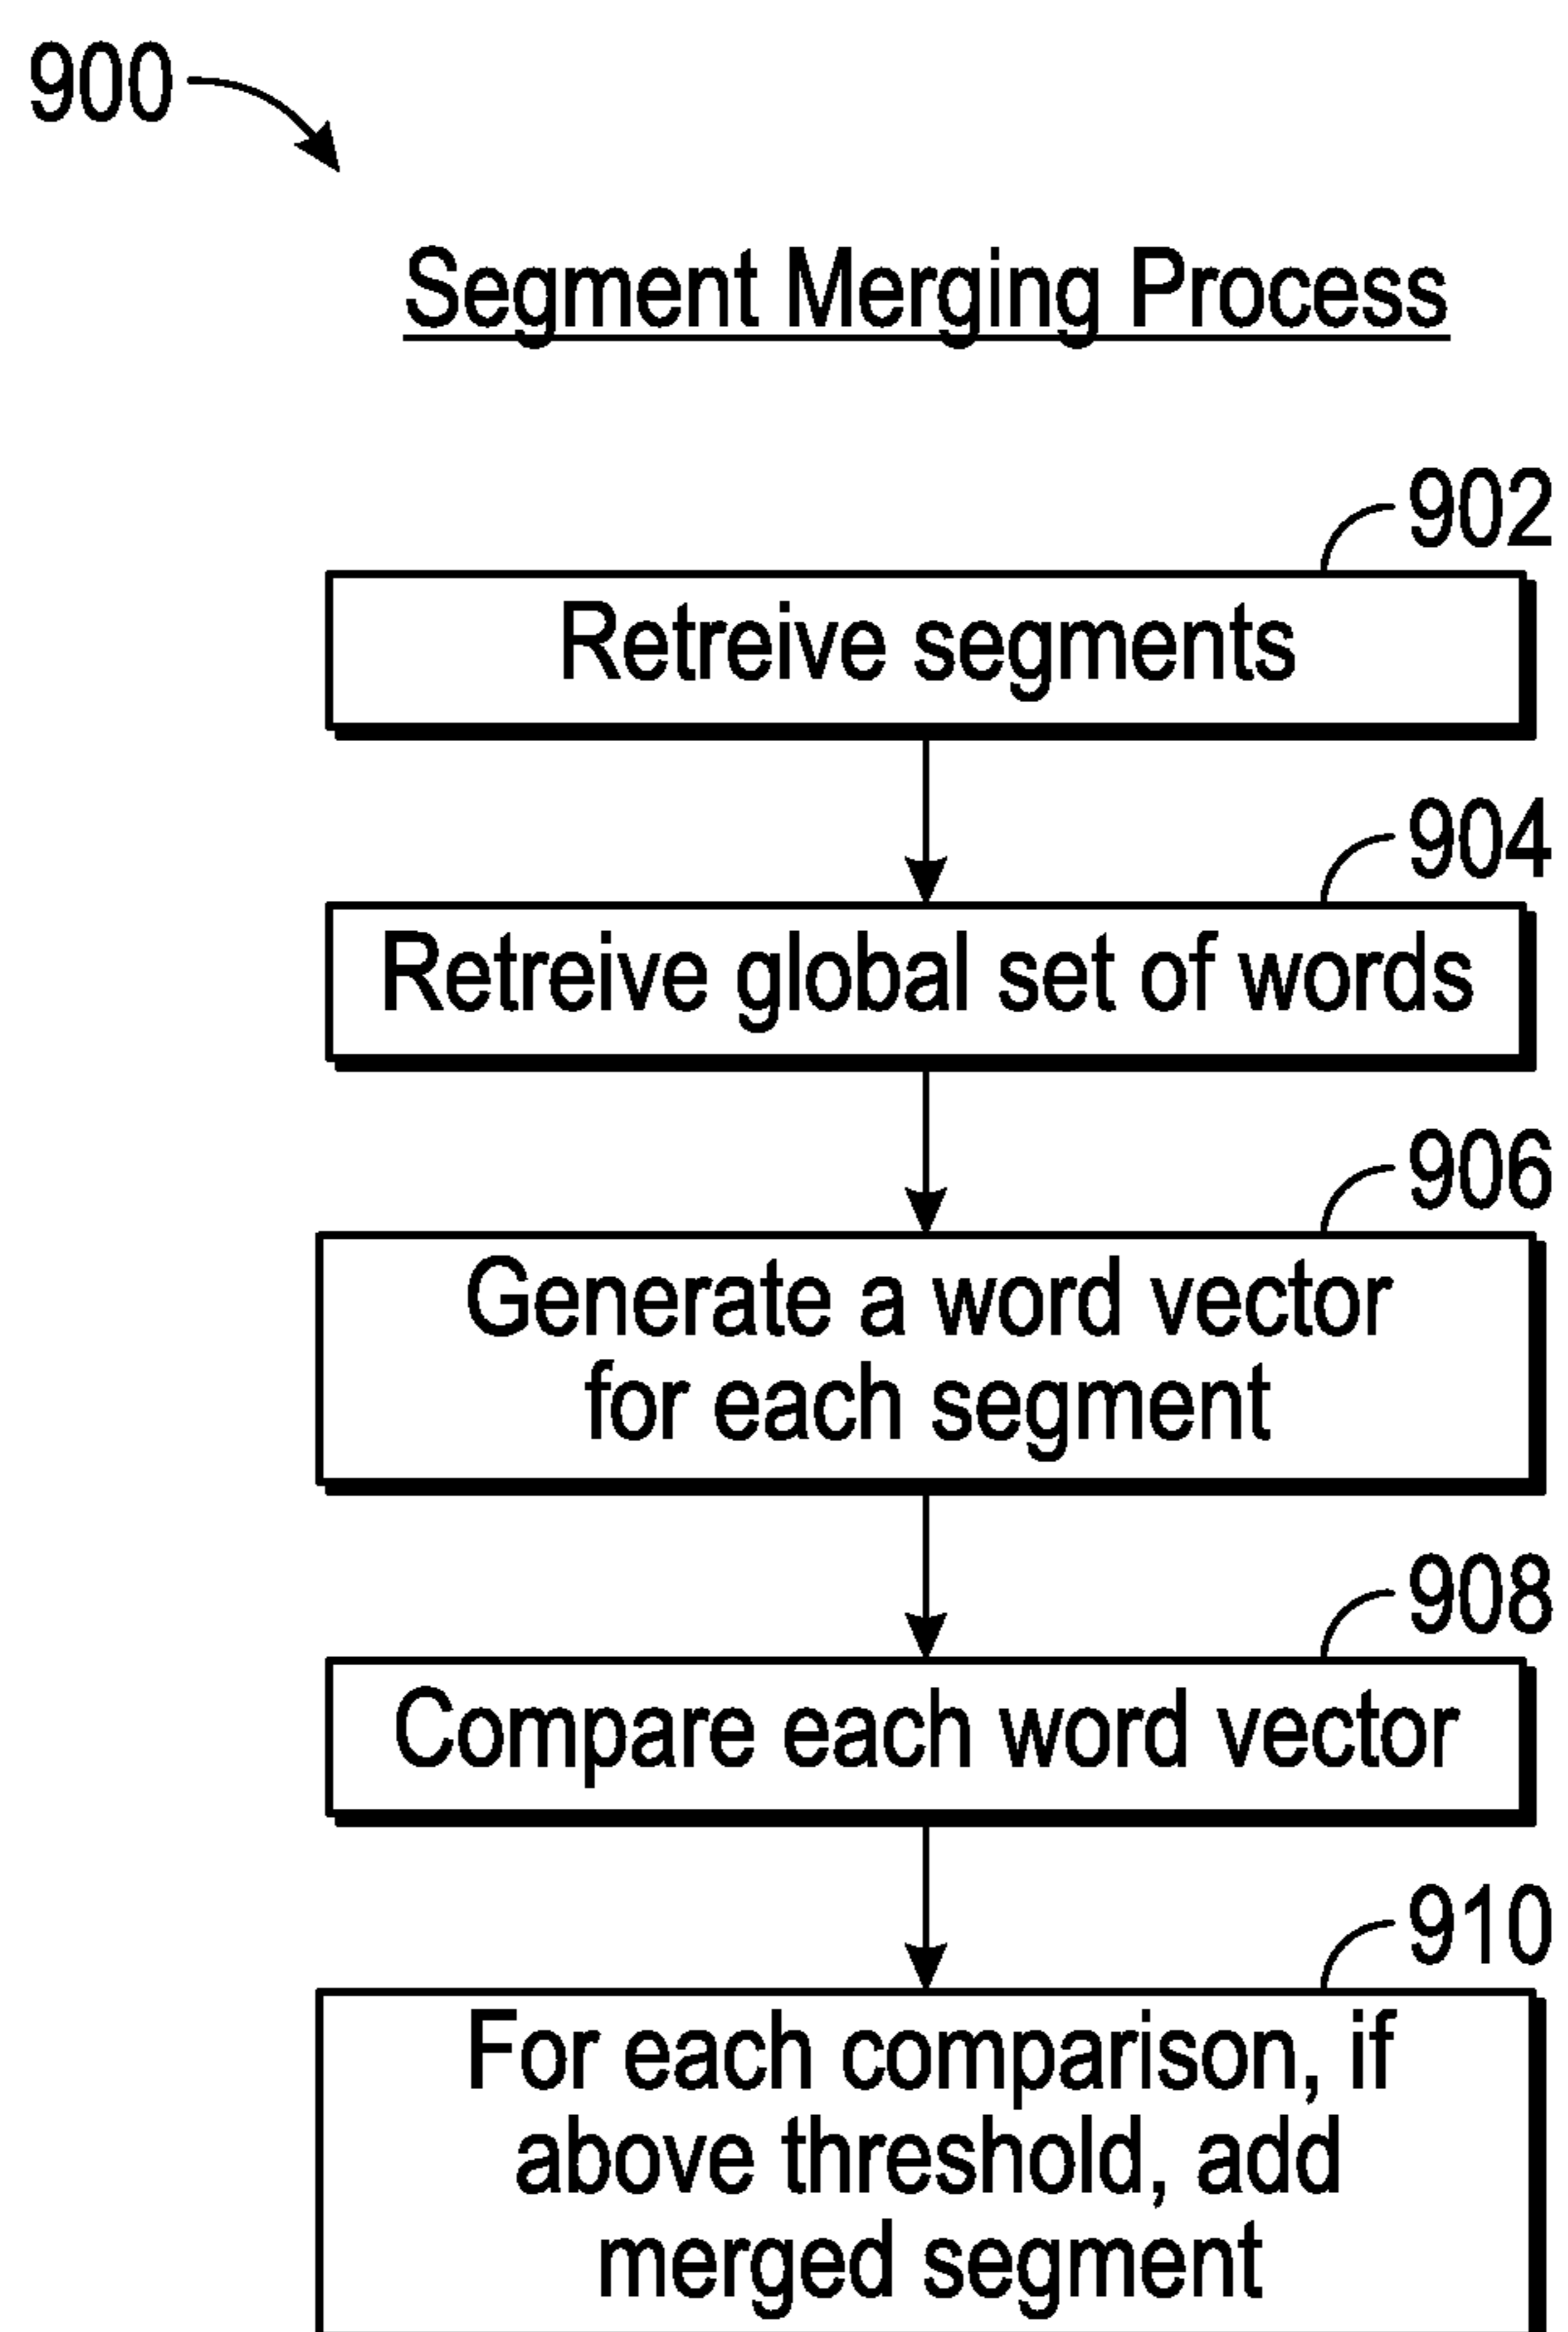 900
Segment Merging Process
902
Retreive segments
904
Retreive global set of words
906
Generate a word vector
for each segment
908
Compare each word vector
910
For each comparison, if
above threshold, add
merged segment